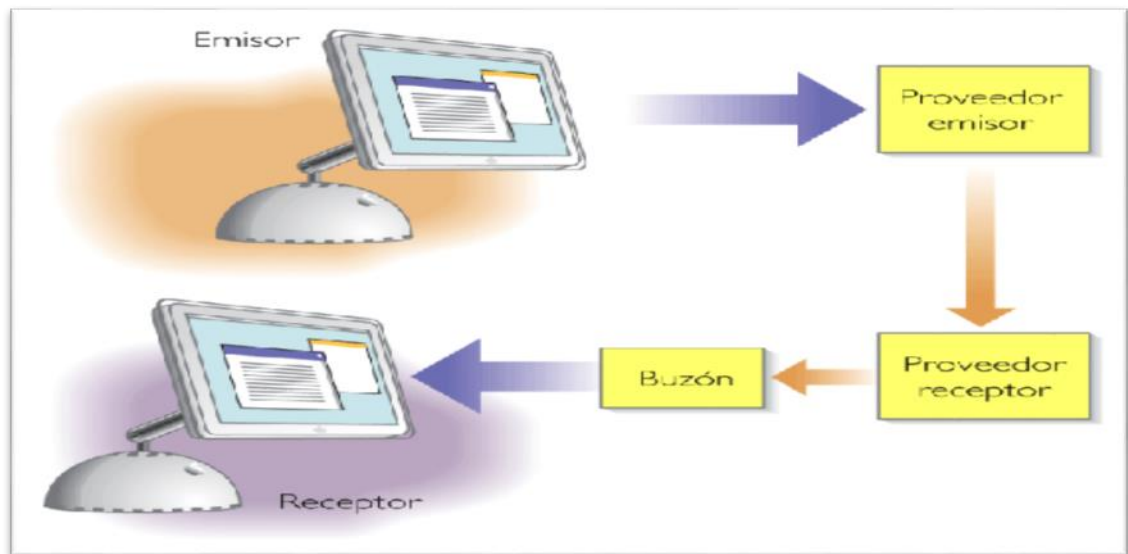 Emisor
Proveedor
emisor
Proveedor
receptor
Buzón
Receptor